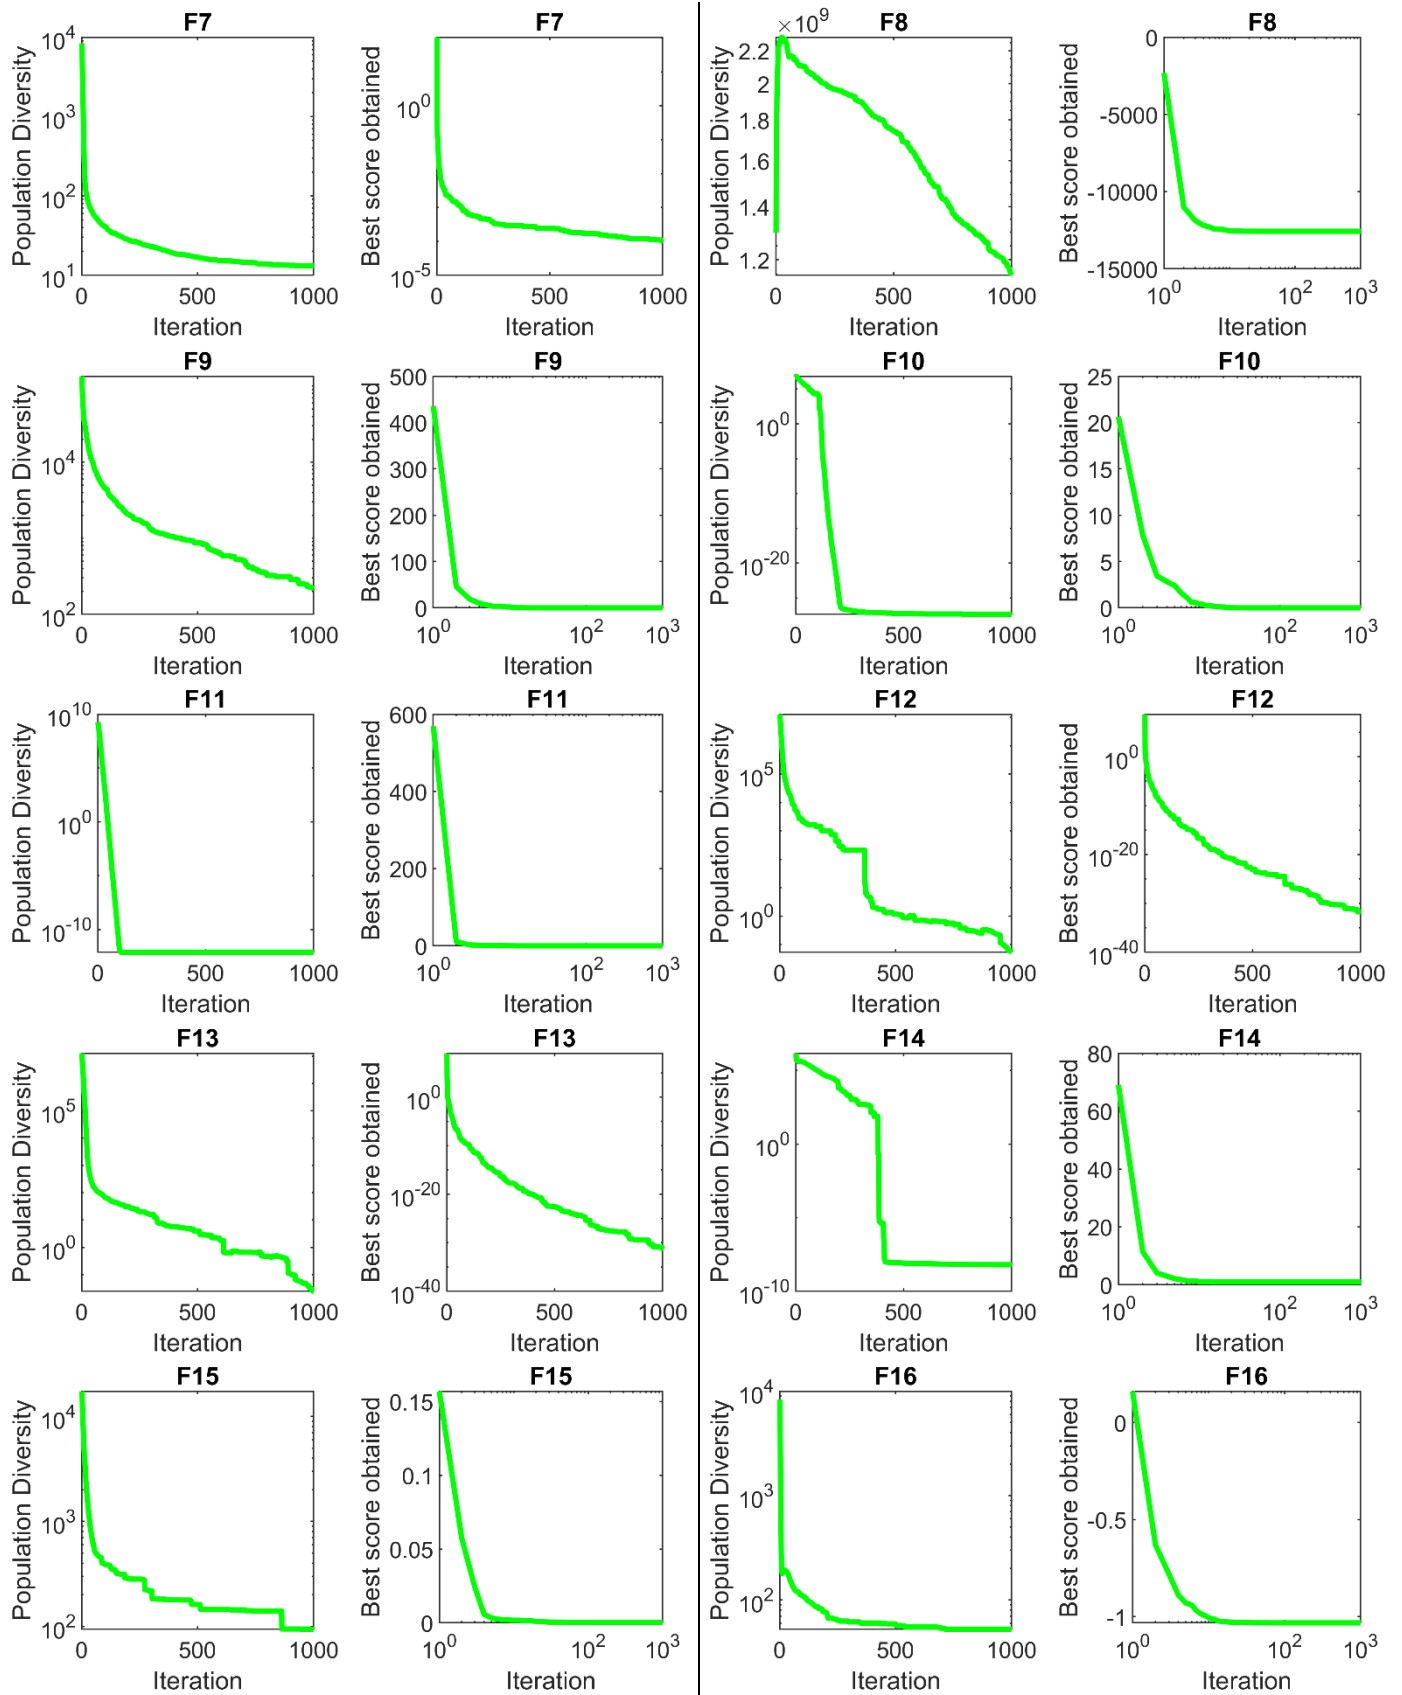 F7
Population Diversity
10^4
10^3
10^2
10^1
0 500 1000
Iteration
F7
Best score obtained
10^0
10^-5
0 500 1000
Iteration
F8
×10^9
Population Diversity
2.2
2
1.8
1.6
1.4
1.2
0 500 1000
Iteration
F8
Best score obtained
0
-5000
-10000
-15000
10^0 10^2 10^3
Iteration
F9
Population Diversity
10^4
10^2
0 500 1000
Iteration
F9
Best score obtained
500
400
300
200
100
0
10^0 10^2 10^3
Iteration
F10
Population Diversity
10^0
10^-20
0 500 1000
Iteration
F10
Best score obtained
25
20
15
10
5
0
10^0 10^2 10^3
Iteration
F11
Population Diversity
10^10
10^0
10^-10
0 500 1000
Iteration
F11
Best score obtained
600
400
200
0
10^0 10^2 10^3
Iteration
F12
Population Diversity
10^5
10^0
0 500 1000
Iteration
F12
Best score obtained
10^0
10^-20
10^-40
0 500 1000
Iteration
F13
Population Diversity
10^5
10^0
0 500 1000
Iteration
F13
Best score obtained
10^0
10^-20
10^-40
0 500 1000
Iteration
F14
Population Diversity
10^0
10^-10
0 500 1000
Iteration
F14
Best score obtained
80
60
40
20
0
10^0 10^2 10^3
Iteration
F15
Population Diversity
10^4
10^3
10^2
0 500 1000
Iteration
F15
Best score obtained
0.15
0.1
0.05
0
10^0 10^2 10^3
Iteration
F16
Population Diversity
10^4
10^3
10^2
0 500 1000
Iteration
F16
Best score obtained
0
-0.5
-1
10^0 10^2 10^3
Iteration